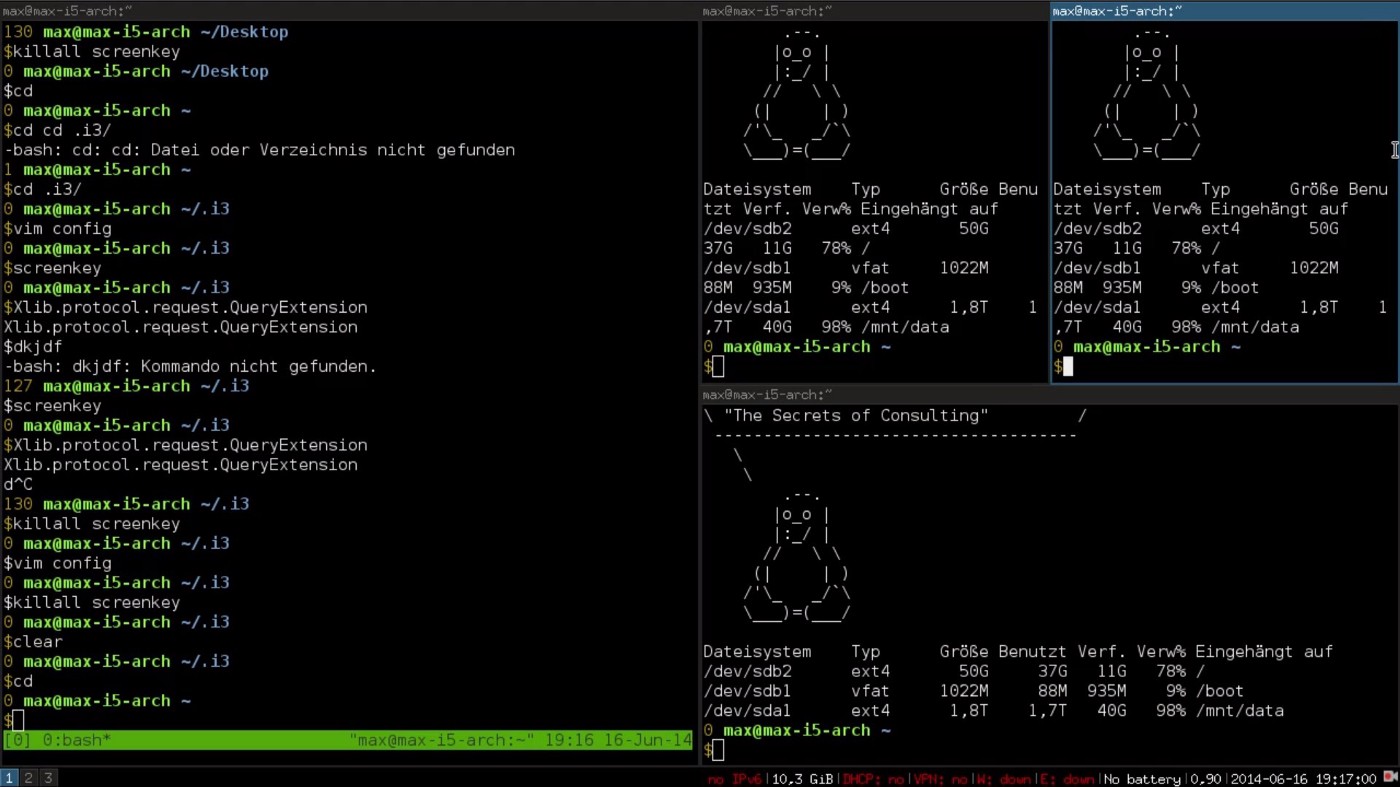 max@max-i5-arch:~
130 max@max-i5-arch ~/Desktop
$killall screenkey
0 max@max-i5-arch ~/Desktop
$cd
0 max@max-i5-arch ~
$cd cd .i3/
-bash: cd: cd: Datei oder Verzeichnis nicht gefunden
1 max@max-i5-arch ~
$cd .i3/
0 max@max-i5-arch ~/.i3
$vim config
0 max@max-i5-arch ~/.i3
$screenkey
0 max@max-i5-arch ~/.i3
$Xlib.protocol.request.QueryExtension
Xlib.protocol.request.QueryExtension
$dkjdf
-bash: dkjdf: Kommando nicht gefunden.
127 max@max-i5-arch ~/.i3
$screenkey
0 max@max-i5-arch ~/.i3
$Xlib.protocol.request.QueryExtension
Xlib.protocol.request.QueryExtension
d^C
130 max@max-i5-arch ~/.i3
$killall screenkey
0 max@max-i5-arch ~/.i3
$vim config
0 max@max-i5-arch ~/.i3
$killall screenkey
0 max@max-i5-arch ~/.i3
$clear
0 max@max-i5-arch ~/.i3
$cd
0 max@max-i5-arch ~
$
[0] 0:bash* "max@max-i5-arch:~" 19:16 16-Jun-14
max@max-i5-arch:~
.--.
|o_o |
|:_/ |
//   \ \
(|     | )
/'\_   _/`\
\___)=(___/
Dateisystem    Typ      Größe Benu
tzt Verf. Verw% Eingehängt auf
/dev/sdb2      ext4       50G
37G   11G   78% /
/dev/sdb1      vfat     1022M
88M  935M    9% /boot
/dev/sda1      ext4      1,8T     1
,7T   40G   98% /mnt/data
0 max@max-i5-arch ~
$
max@max-i5-arch:~
.--.
|o_o |
|:_/ |
//   \ \
(|     | )
/'\_   _/`\
\___)=(___/
Dateisystem    Typ      Größe Benu
tzt Verf. Verw% Eingehängt auf
/dev/sdb2      ext4       50G
37G   11G   78% /
/dev/sdb1      vfat     1022M
88M  935M    9% /boot
/dev/sda1      ext4      1,8T     1
,7T   40G   98% /mnt/data
0 max@max-i5-arch ~
$
max@max-i5-arch:~
\ "The Secrets of Consulting"         /
-------------------------------------
\
\
.--.
|o_o |
|:_/ |
//   \ \
(|     | )
/'\_   _/`\
\___)=(___/
Dateisystem    Typ      Größe Benutzt Verf. Verw% Eingehängt auf
/dev/sdb2      ext4       50G     37G   11G   78% /
/dev/sdb1      vfat     1022M     88M  935M    9% /boot
/dev/sda1      ext4      1,8T    1,7T   40G   98% /mnt/data
0 max@max-i5-arch ~
$
1 2 3
no IPv6|10,3 GiB|DHCP: no|VPN: no|W: down|E: down|No battery|0,90|2014-06-16 19:17:00